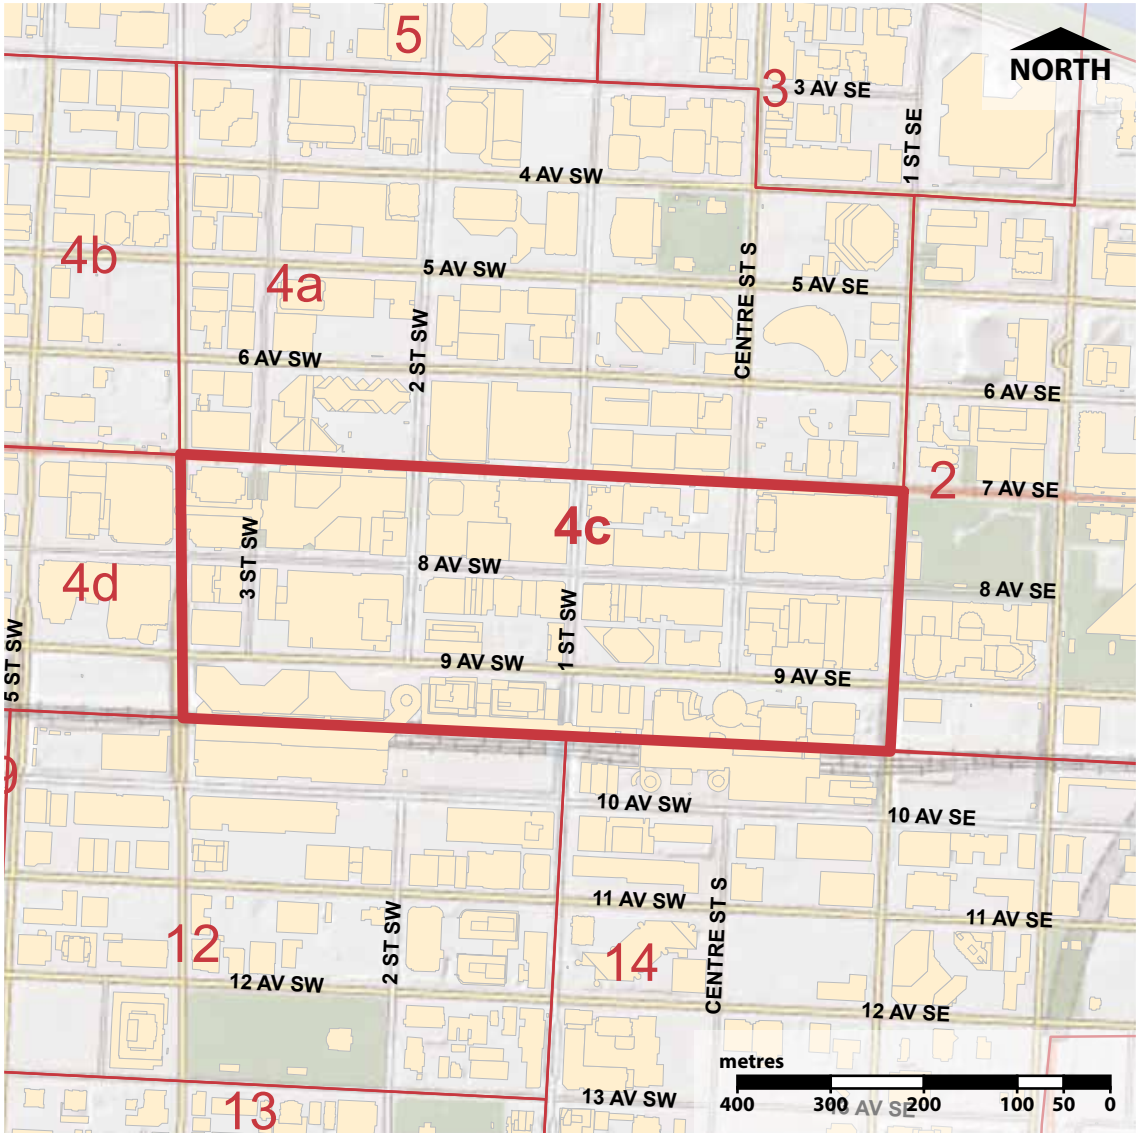 5
NORTH
3
3 AV SE
1 ST SE
4 AV SW
4b
CENTRE ST S
5 AV SW
4a
5 AV SE
2 ST SW
6 AV SW
6 AV SE
2
7 AV SE
4c
3 ST SW
8 AV SW
4d
8 AV SE
1 ST SW
5 ST SW
9 AV SW
9 AV SE
9
10 AV SW
10 AV SE
11 AV SW
CENTRE ST S
11 AV SE
2 ST SW
12
14
12 AV SW
12 AV SE
metres
13 AV SW
400 300 200 100 50 0
13 AV SE
13